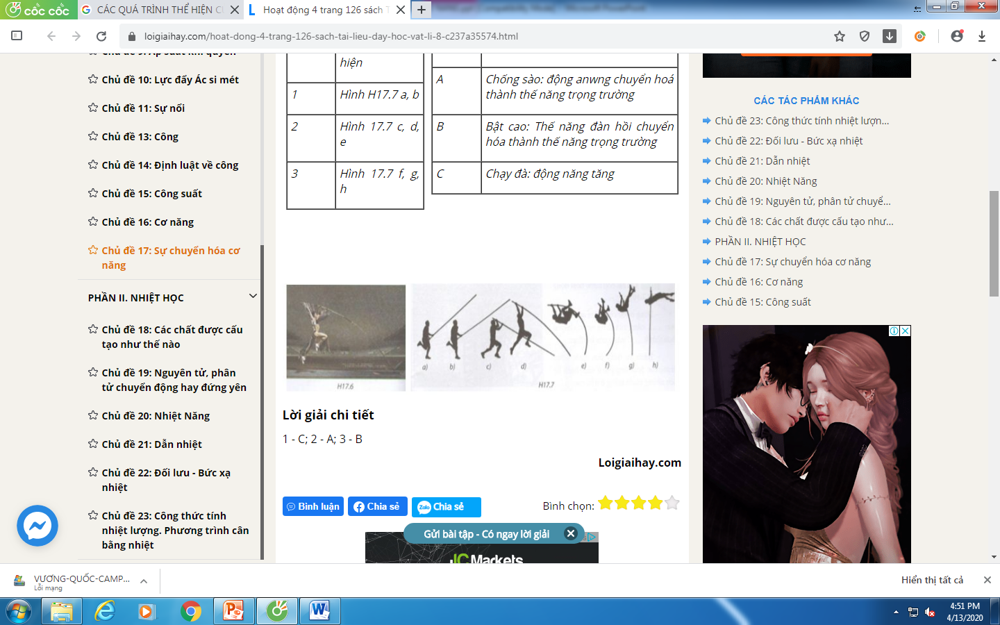 cốc cốc
CÁC QUÁ TRÌNH THỂ HIỆN C
Hoạt động 4 trang 126 sách T
loigiaihay.com/hoat-dong-4-trang-126-sach-tai-lieu-day-hoc-vat-li-8-c237a35574.html
Chủ đề 9: Áp suất khí quyển
Chủ đề 10: Lực đẩy Ác si mét
Chủ đề 11: Sự nổi
Chủ đề 13: Công
Chủ đề 14: Định luật về công
Chủ đề 15: Công suất
Chủ đề 16: Cơ năng
Chủ đề 17: Sự chuyển hóa cơ
năng
PHẦN II. NHIỆT HỌC
Chủ đề 18: Các chất được cấu
tạo như thế nào
Chủ đề 19: Nguyên tử, phân
tử chuyển động hay đứng yên
Chủ đề 20: Nhiệt Năng
Chủ đề 21: Dẫn nhiệt
Chủ đề 22: Đối lưu - Bức xạ
nhiệt
Chủ đề 23: Công thức tính
nhiệt lượng. Phương trình cân
bằng nhiệt
hiện
1 Hình H17.7 a, b
2 Hình 17.7 c, d,
e
3 Hình 17.7 f, g,
h
A Chống sào: động anwng chuyển hoá
thành thế năng trọng trường
B Bật cao: Thế năng đàn hồi chuyển
hóa thành thế năng trọng trường
C Chạy đà: động năng tăng
a) b) c) d) e) f) g) h)
H17.6
H17.7
Lời giải chi tiết
1 - C; 2 - A; 3 - B
Loigiaihay.com
Bình luận
Chia sẻ
Zalo Chia sẻ
Bình chọn:
Gửi bài tập - Có ngay lời giải
JCMarkets
CÁC TÁC PHẨM KHÁC
Chủ đề 23: Công thức tính nhiệt lượn...
Chủ đề 22: Đối lưu - Bức xạ nhiệt
Chủ đề 21: Dẫn nhiệt
Chủ đề 20: Nhiệt Năng
Chủ đề 19: Nguyên tử, phân tử chuyể...
Chủ đề 18: Các chất được cấu tạo như...
PHẦN II. NHIỆT HỌC
Chủ đề 17: Sự chuyển hóa cơ năng
Chủ đề 16: Cơ năng
Chủ đề 15: Công suất
VƯƠNG-QUỐC-CAMP...
Lỗi mạng
Hiển thị tất cả
4:51 PM
4/13/2020